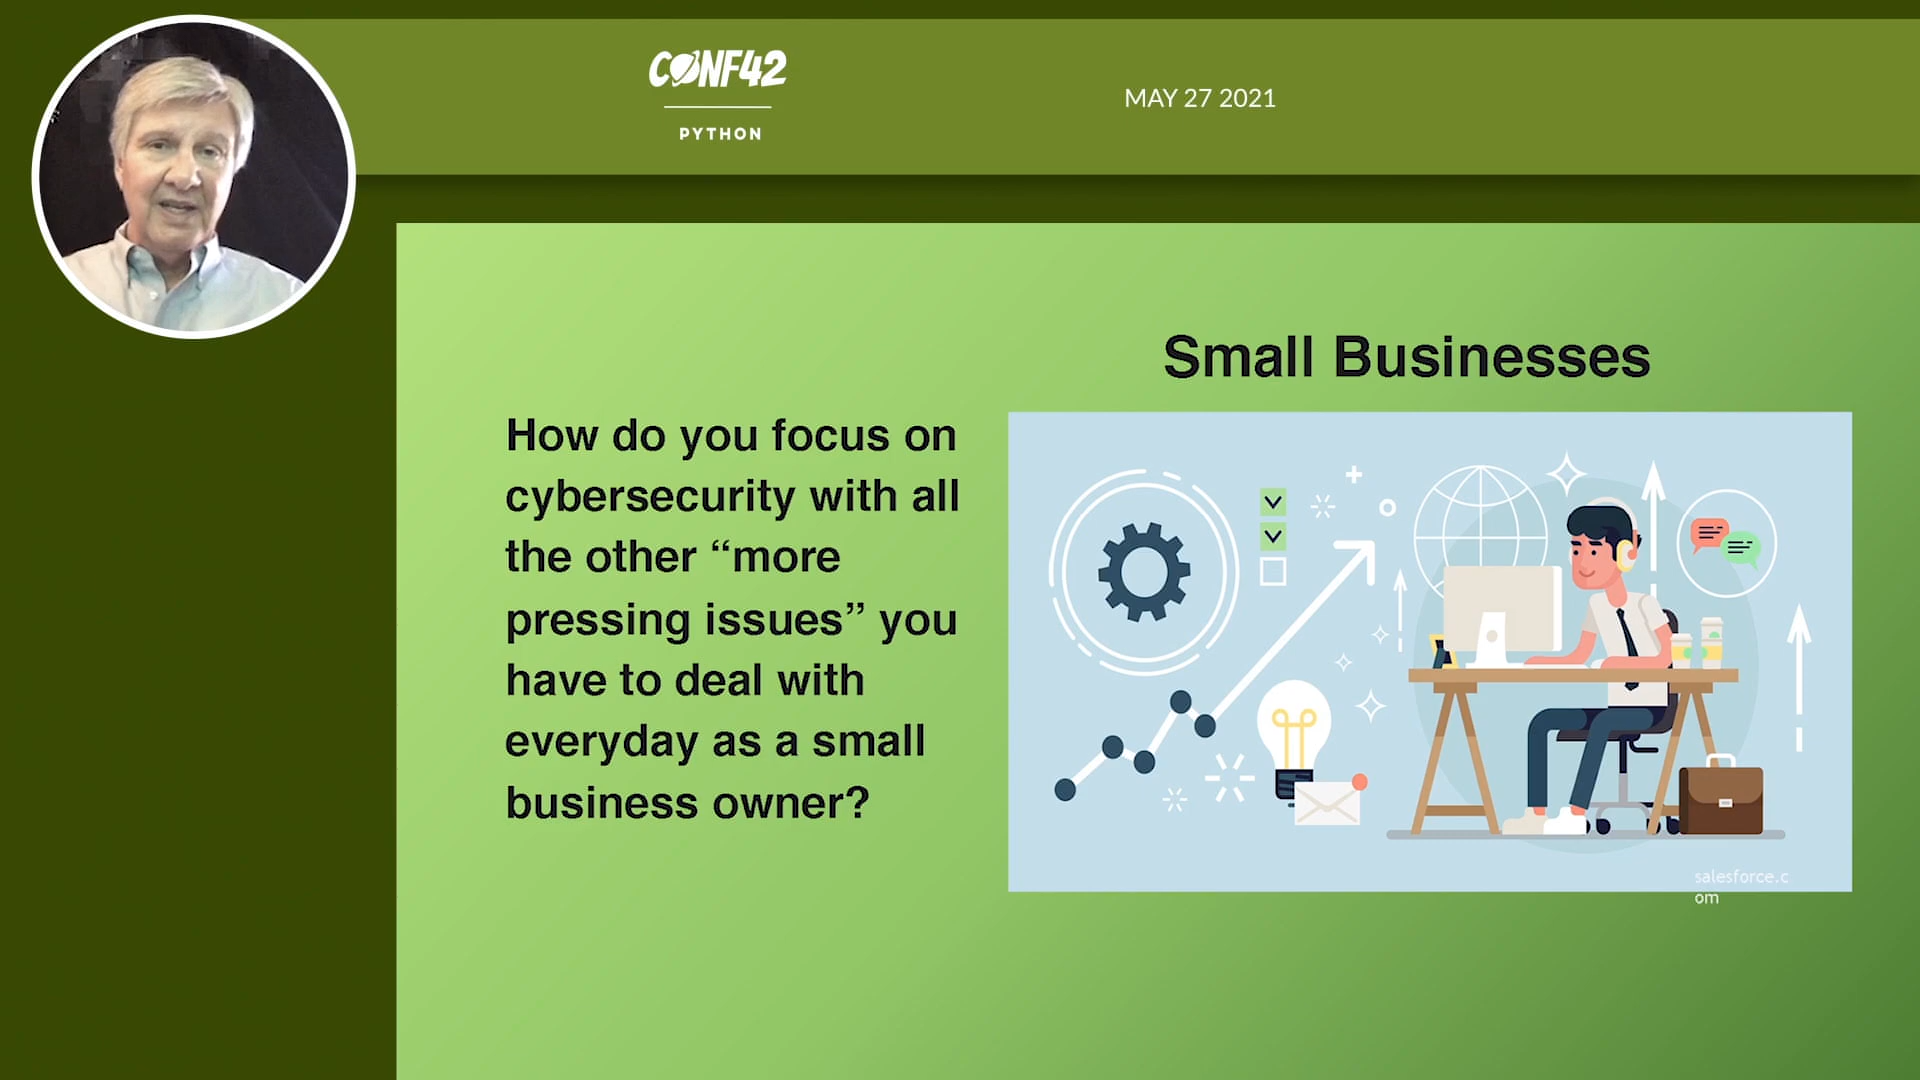 CONF42
PYTHON
MAY 27 2021
Small Businesses
How do you focus on
cybersecurity with all
the other “more
pressing issues” you
have to deal with
everyday as a small
business owner?
salesforce.c
om